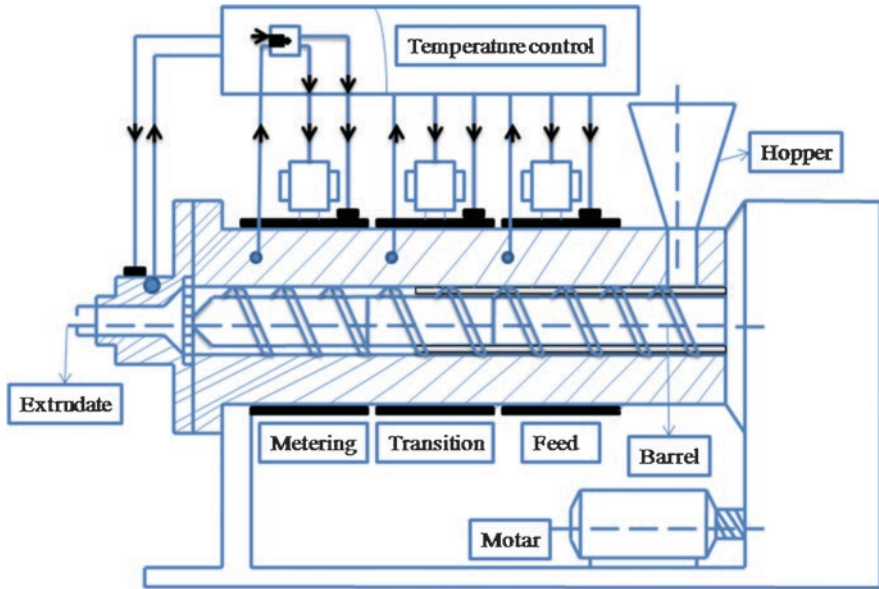 Temperature control
Hopper
Extrudate
Metering
Transition
Feed
Barrel
Motar